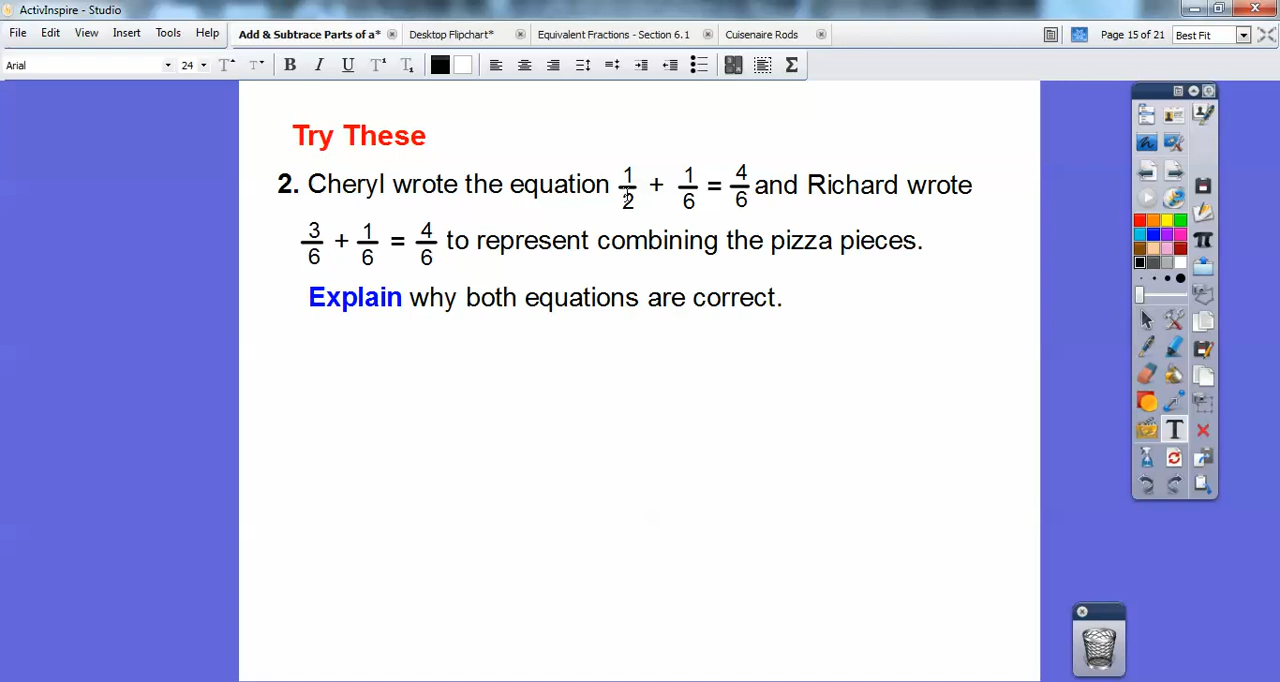 ActivInspire - Studio
File Edit View Insert Tools Help
Add & Subtrace Parts of a* Desktop Flipchart* Equivalent Fractions - Section 6.1 Cuisenaire Rods
Page 15 of 21 Best Fit
Arial 24 B I U T T Σ
Try These
2. Cheryl wrote the equation 1/2 + 1/6 = 4/6 and Richard wrote
3/6 + 1/6 = 4/6 to represent combining the pizza pieces.
Explain why both equations are correct.